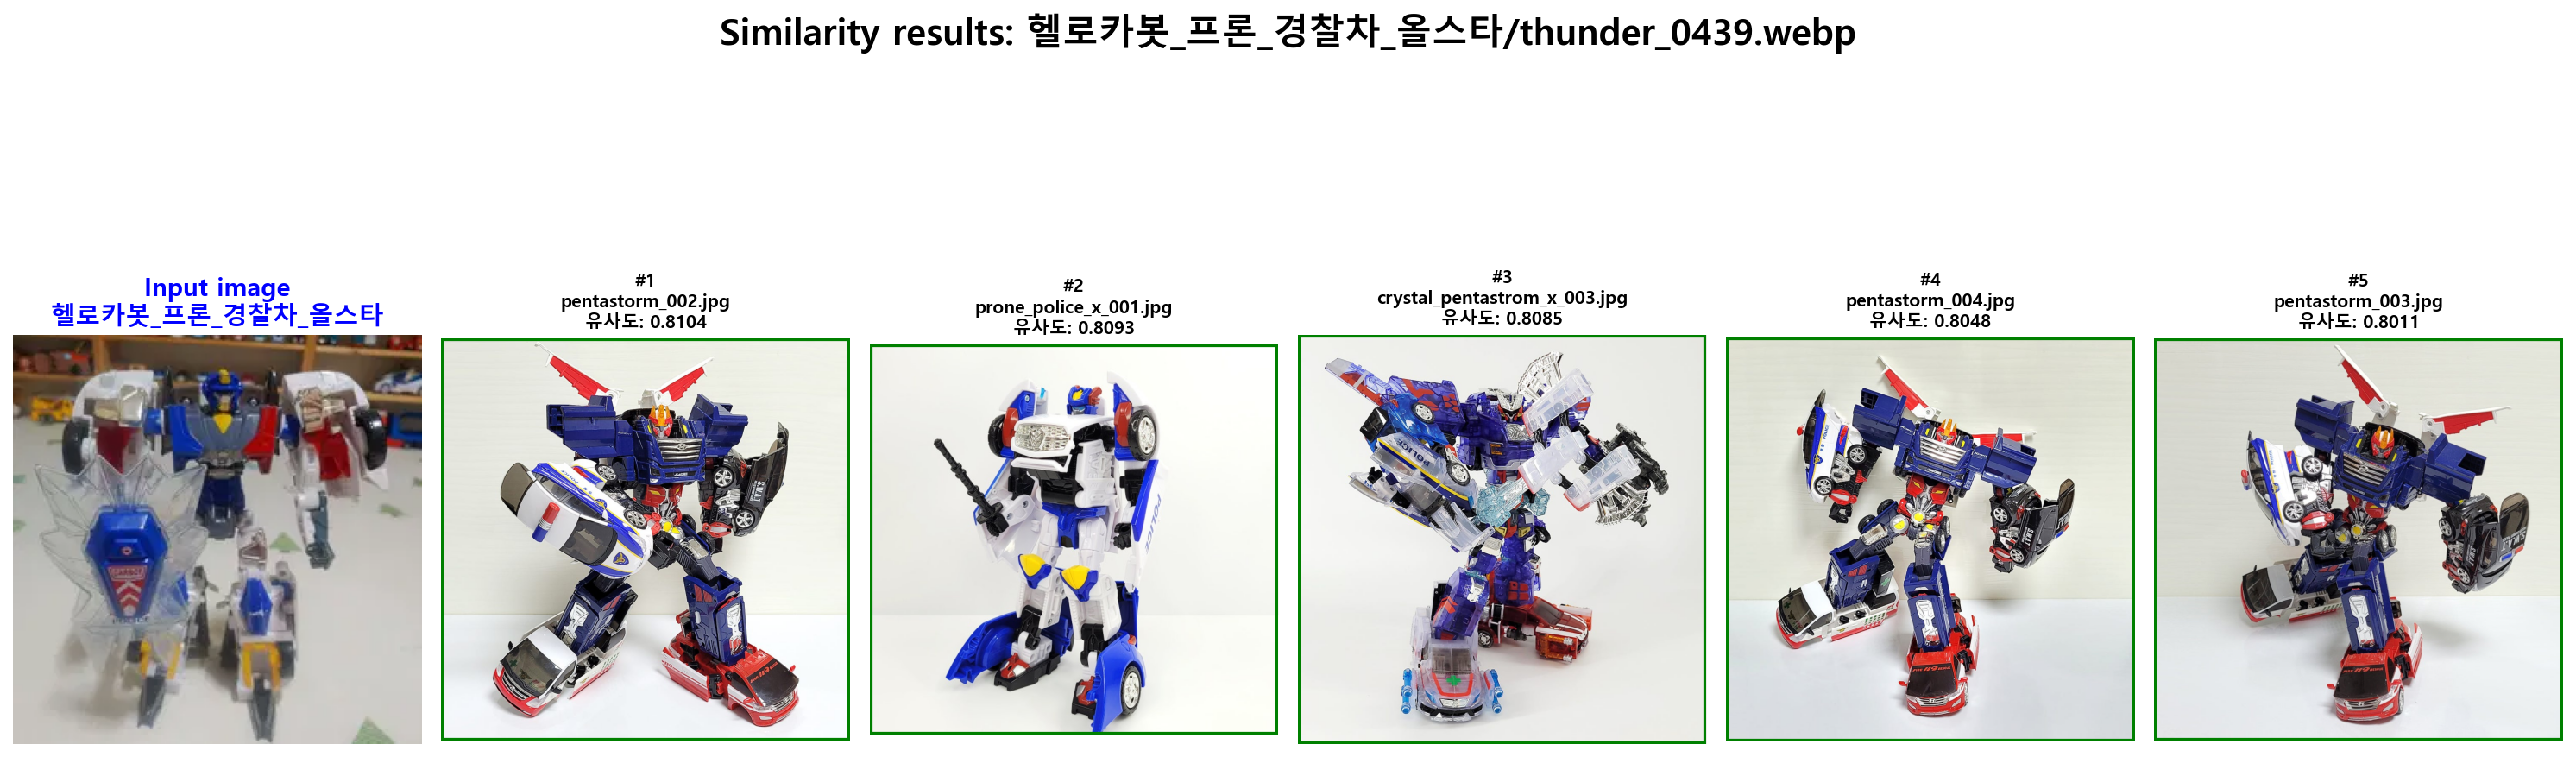 Similarity results: 헬로카봇_프론_경찰차_올스타/thunder_0439.webp
Input image
헬로카봇_프론_경찰차_올스타
#1
pentastorm_002.jpg
유사도: 0.8104
#2
prone_police_x_001.jpg
유사도: 0.8093
#3
crystal_pentastrom_x_003.jpg
유사도: 0.8085
#4
pentastorm_004.jpg
유사도: 0.8048
#5
pentastorm_003.jpg
유사도: 0.8011
POLICE
S.W.A.T
POLICE
POLICE